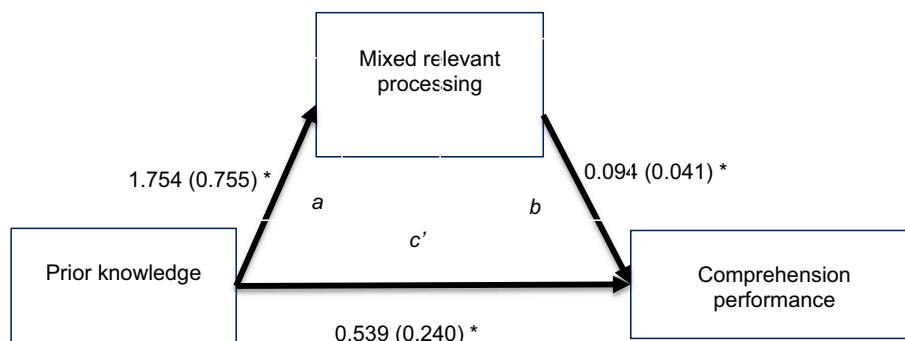 Mixed relevant
processing
1.754 (0.755) *
0.094 (0.041) *
a
b
c’
Prior knowledge
Comprehension
performance
0.539 (0.240) *